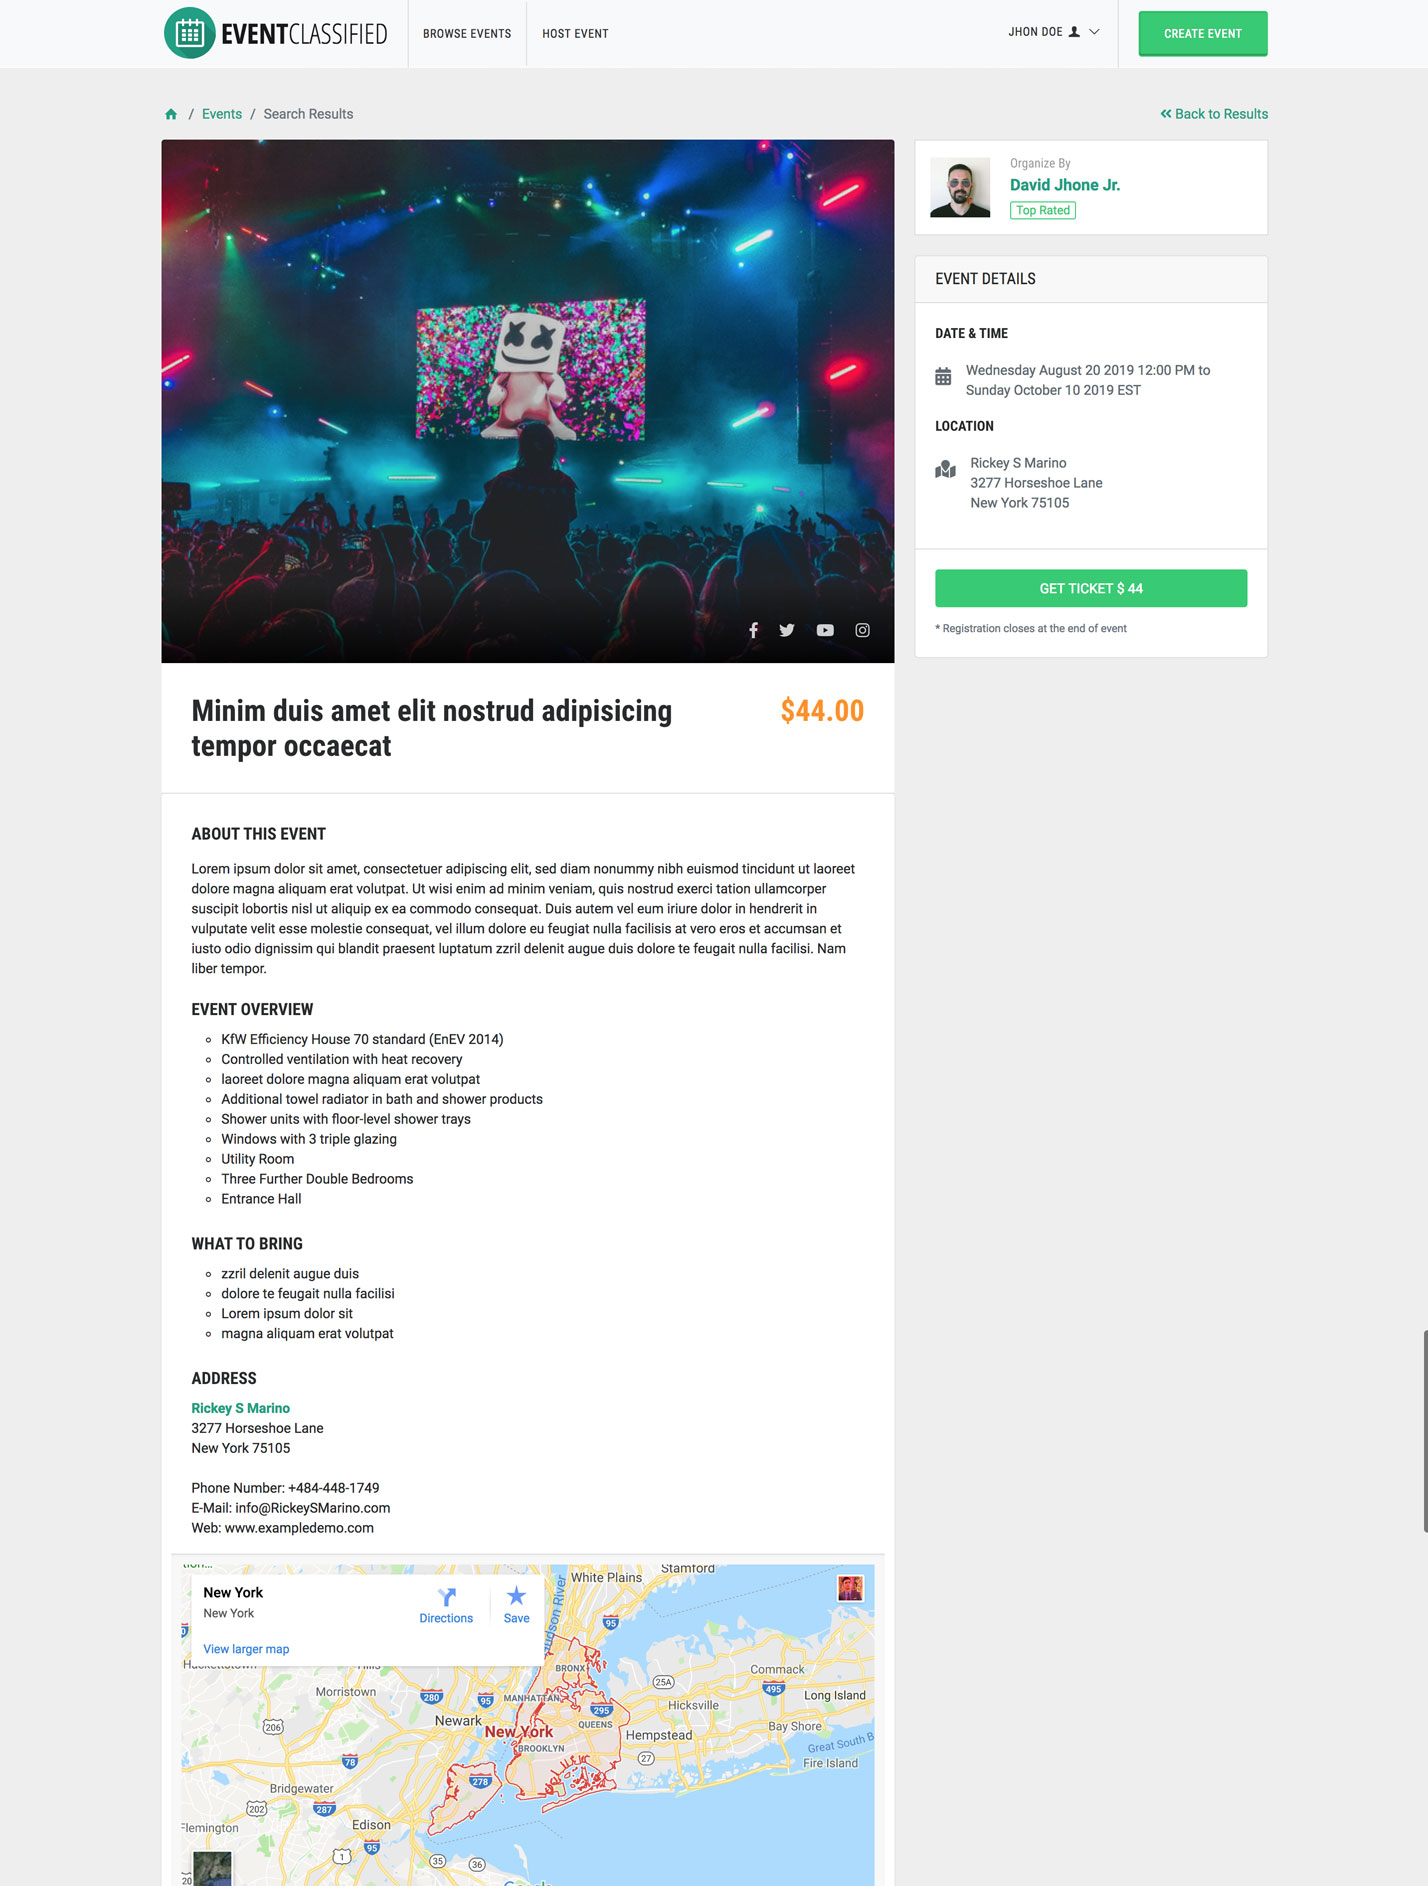 EVENTCLASSIFIED
BROWSE EVENTS
HOST EVENT
JHON DOE
CREATE EVENT
/ Events / Search Results
Back to Results
Organize By
David Jhone Jr.
Top Rated
EVENT DETAILS
DATE & TIME
Wednesday August 20 2019 12:00 PM to
Sunday October 10 2019 EST
LOCATION
Rickey S Marino
3277 Horseshoe Lane
New York 75105
GET TICKET $ 44
* Registration closes at the end of event
Minim duis amet elit nostrud adipisicing
tempor occaecat
$44.00
ABOUT THIS EVENT
Lorem ipsum dolor sit amet, consectetuer adipiscing elit, sed diam nonummy nibh euismod tincidunt ut laoreet
dolore magna aliquam erat volutpat. Ut wisi enim ad minim veniam, quis nostrud exerci tation ullamcorper
suscipit lobortis nisl ut aliquip ex ea commodo consequat. Duis autem vel eum iriure dolor in hendrerit in
vulputate velit esse molestie consequat, vel illum dolore eu feugiat nulla facilisis at vero eros et accumsan et
iusto odio dignissim qui blandit praesent luptatum zzril delenit augue duis dolore te feugait nulla facilisi. Nam
liber tempor.
EVENT OVERVIEW
KfW Efficiency House 70 standard (EnEV 2014)
Controlled ventilation with heat recovery
laoreet dolore magna aliquam erat volutpat
Additional towel radiator in bath and shower products
Shower units with floor-level shower trays
Windows with 3 triple glazing
Utility Room
Three Further Double Bedrooms
Entrance Hall
WHAT TO BRING
zzril delenit augue duis
dolore te feugait nulla facilisi
Lorem ipsum dolor sit
magna aliquam erat volutpat
ADDRESS
Rickey S Marino
3277 Horseshoe Lane
New York 75105
Phone Number: +484-448-1749
E-Mail: info@RickeySMarino.com
Web: www.exampledemo.com
New York
New York
View larger map
Directions
Save
Stamford
White Plains
95
BRONX
25A
Commack
495
Long Island
Morristown
280
95
MANHATTAN
295
Hicksville
206
Newark
New York
QUEENS
Hempstead
Bay Shore
BROOKLYN
27
Great South B
Fire Island
78
278
Bridgewater
202
287
Flemington
Edison
95
1
35
36
20
Google